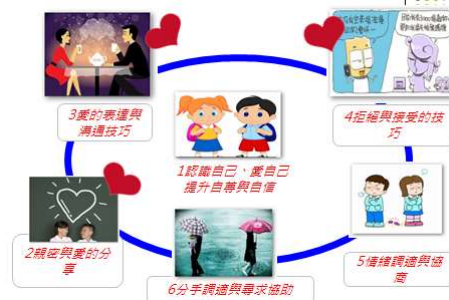 3愛的表達與
溝通技巧
4拒絕與接受的技
巧
1認識自己、愛自己
提升自尊與自信
2親密與愛的分
享
5情緒調適與協
商
6分手調適與尋求協助